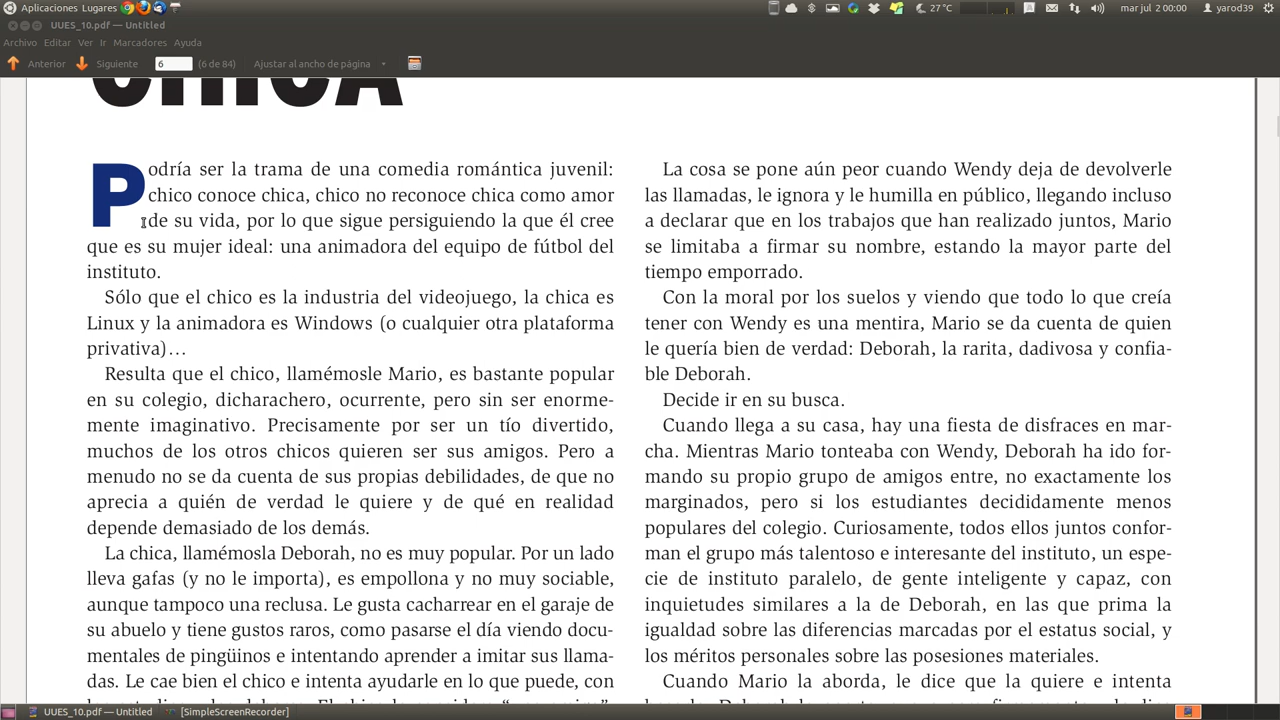 Aplicaciones Lugares
27 °C
mar jul 2 00:00
yarod39
UUES_10.pdf — Untitled
Archivo Editar Ver Ir Marcadores Ayuda
Anterior
Siguiente
6
(6 de 84)
Ajustar al ancho de página
CHICA
Podría ser la trama de una comedia romántica juvenil:
chico conoce chica, chico no reconoce chica como amor
de su vida, por lo que sigue persiguiendo la que él cree
que es su mujer ideal: una animadora del equipo de fútbol del
instituto.
Sólo que el chico es la industria del videojuego, la chica es
Linux y la animadora es Windows (o cualquier otra plataforma
privativa)…
Resulta que el chico, llamémosle Mario, es bastante popular
en su colegio, dicharachero, ocurrente, pero sin ser enorme-
mente imaginativo. Precisamente por ser un tío divertido,
muchos de los otros chicos quieren ser sus amigos. Pero a
menudo no se da cuenta de sus propias debilidades, de que no
aprecia a quién de verdad le quiere y de qué en realidad
depende demasiado de los demás.
La chica, llamémosla Deborah, no es muy popular. Por un lado
lleva gafas (y no le importa), es empollona y no muy sociable,
aunque tampoco una reclusa. Le gusta cacharrear en el garaje de
su abuelo y tiene gustos raros, como pasarse el día viendo docu-
mentales de pingüinos e intentando aprender a imitar sus llama-
das. Le cae bien el chico e intenta ayudarle en lo que puede, con
La cosa se pone aún peor cuando Wendy deja de devolverle
las llamadas, le ignora y le humilla en público, llegando incluso
a declarar que en los trabajos que han realizado juntos, Mario
se limitaba a firmar su nombre, estando la mayor parte del
tiempo emporrado.
Con la moral por los suelos y viendo que todo lo que creía
tener con Wendy es una mentira, Mario se da cuenta de quien
le quería bien de verdad: Deborah, la rarita, dadivosa y confia-
ble Deborah.
Decide ir en su busca.
Cuando llega a su casa, hay una fiesta de disfraces en mar-
cha. Mientras Mario tonteaba con Wendy, Deborah ha ido for-
mando su propio grupo de amigos entre, no exactamente los
marginados, pero si los estudiantes decididamente menos
populares del colegio. Curiosamente, todos ellos juntos confor-
man el grupo más talentoso e interesante del instituto, un espe-
cie de instituto paralelo, de gente inteligente y capaz, con
inquietudes similares a la de Deborah, en las que prima la
igualdad sobre las diferencias marcadas por el estatus social, y
los méritos personales sobre las posesiones materiales.
Cuando Mario la aborda, le dice que la quiere e intenta
UUES_10.pdf — Untitled
[SimpleScreenRecorder]